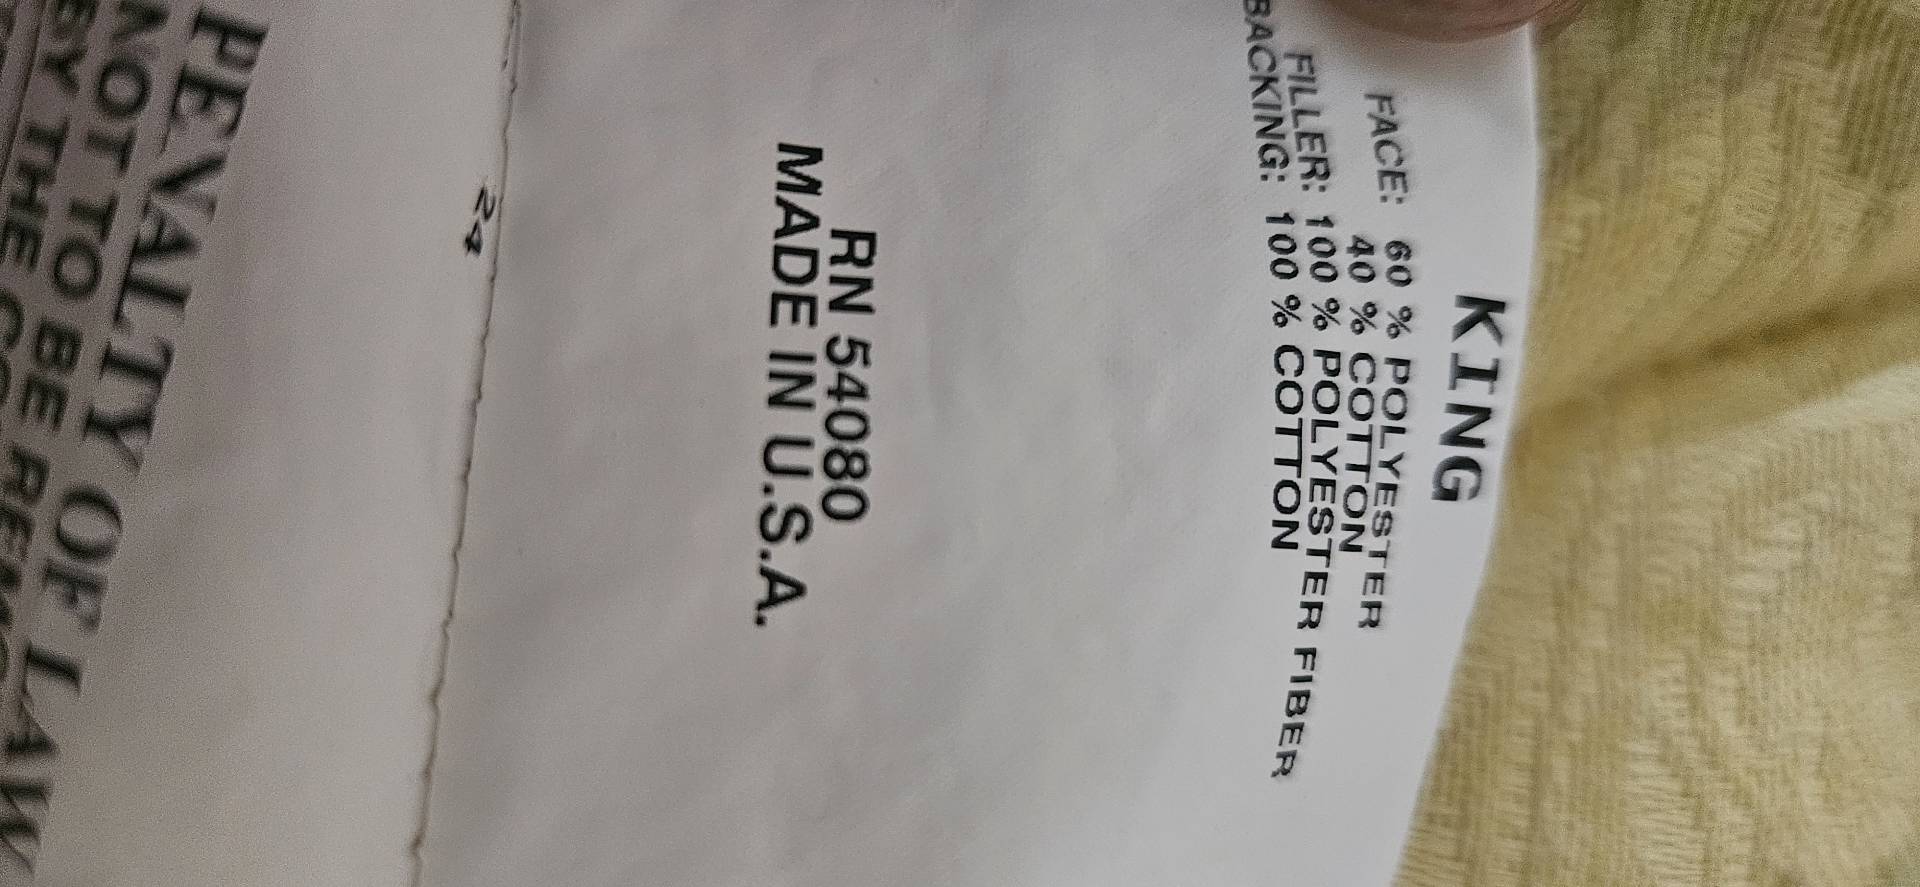 KING
FACE: 60 % POLYESTER
40 % COTTON
FILLER: 100 % POLYESTER FIBER
BACKING: 100 % COTTON
RN 54080
MADE IN U.S.A.
24
PENALTY OF LAW
NOT TO BE
BY THE